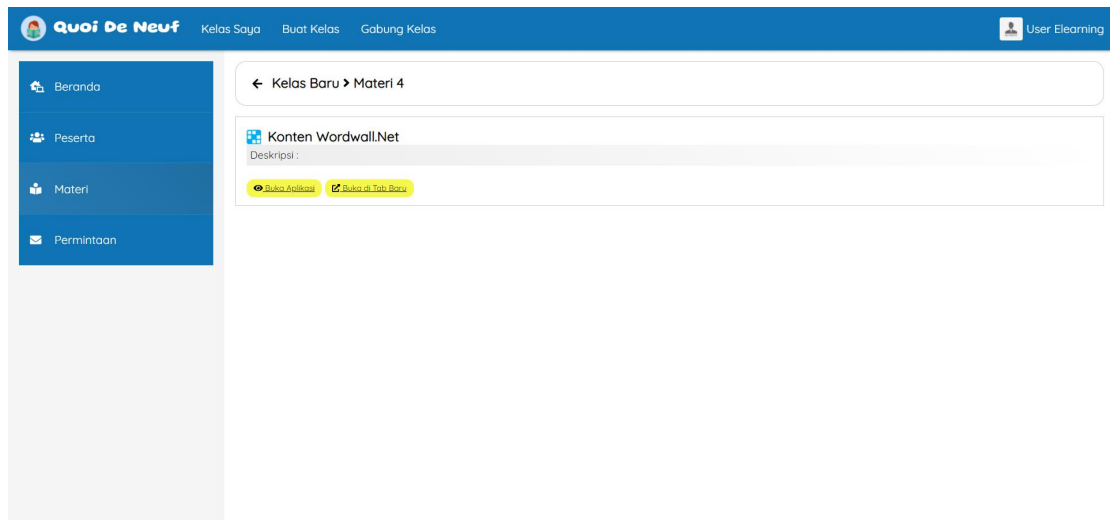 Quoi De Neuf Kelas Saya Buat Kelas Gabung Kelas User Elearning
Beranda
Peserta
Materi
Permintaan
Kelas Baru > Materi 4
Konten Wordwall.Net
Deskripsi :
Buka Aplikasi Buka di Tab Baru